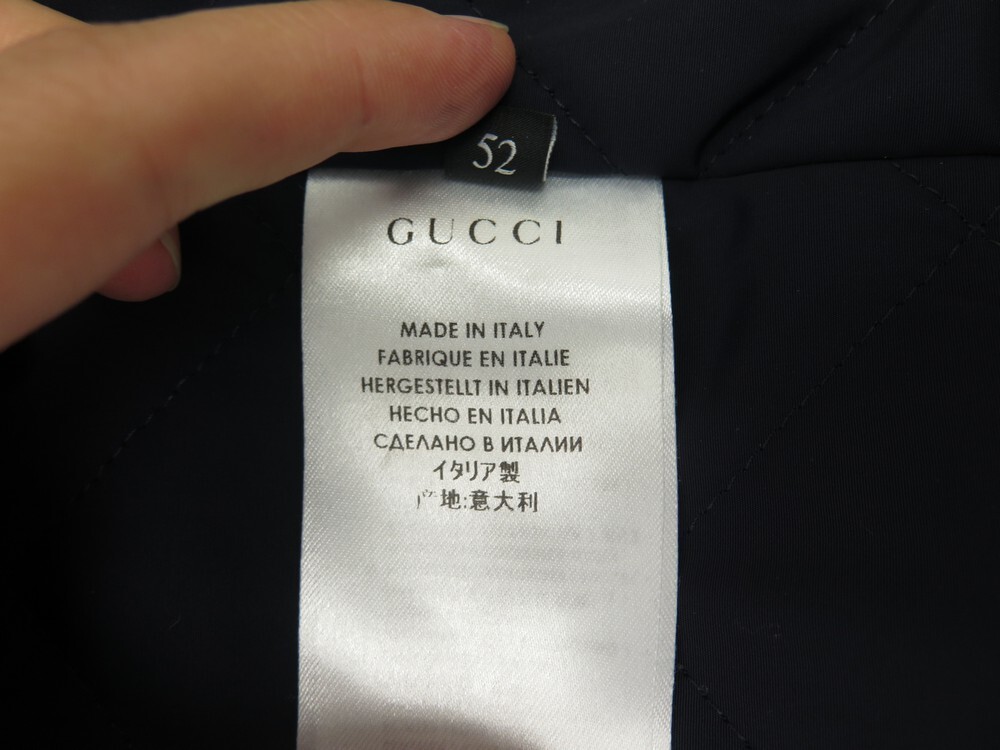 52
GUCCI
MADE IN ITALY
FABRIQUE EN ITALIE
HERGESTELLT IN ITALIEN
HECHO EN ITALIA
СДЕЛАНО В ИТАЛИИ
イタリア製
产地:意大利